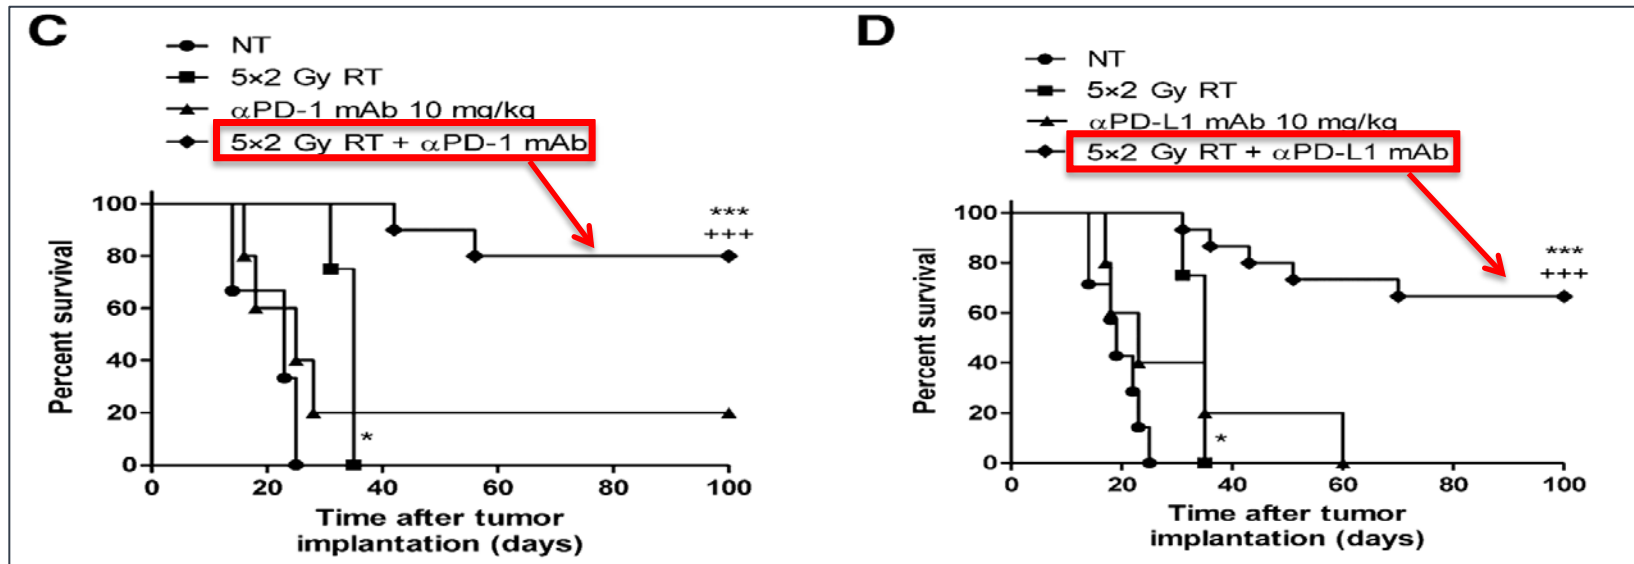 C
NT
5×2 Gy RT
αPD-1 mAb 10 mg/kg
5×2 Gy RT + αPD-1 mAb
Percent survival
100
80
60
40
20
0
***
+++
*
0 20 40 60 80 100
Time after tumor
implantation (days)
D
NT
5×2 Gy RT
αPD-L1 mAb 10 mg/kg
5×2 Gy RT + αPD-L1 mAb
Percent survival
100
80
60
40
20
0
***
+++
*
0 20 40 60 80 100
Time after tumor
implantation (days)